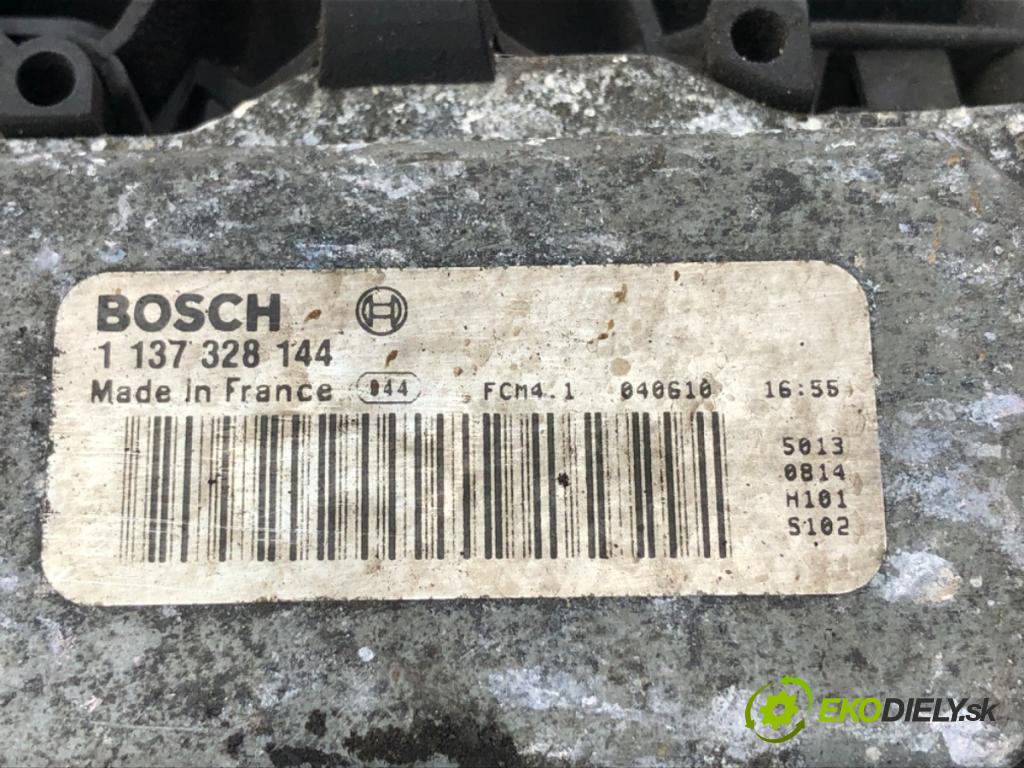 BOSCH
1 137 328 144
Made in France 044 FCM4.1 040610 16:55
5013
0814
H101
S102
EKODIELY.sk